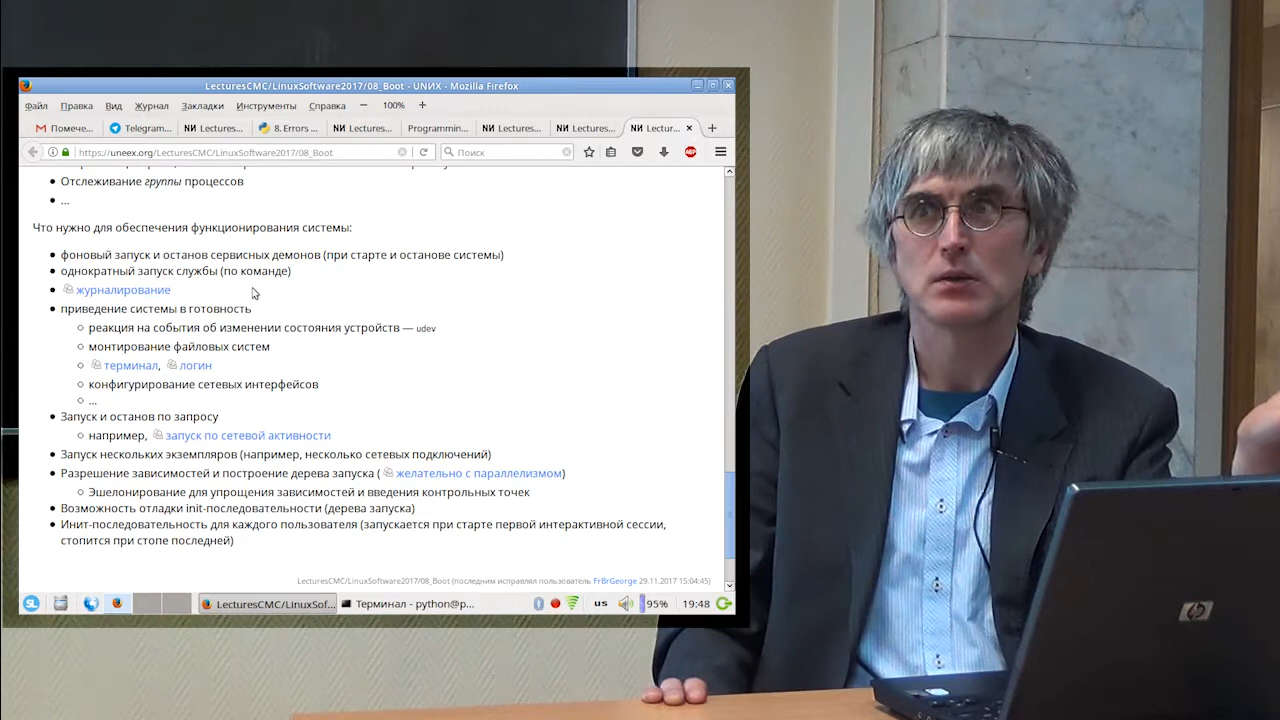 LecturesCMC/LinuxSoftware2017/08_Boot - UNИX - Mozilla Firefox
Файл Правка Вид Журнал Закладки Инструменты Справка 100%
Помече... Telegram... Lectures... 8. Errors ... Lectures... Programmin... Lectures... Lectures... Lectur...
https://uneex.org/LecturesCMC/LinuxSoftware2017/08_Boot Поиск ABP
Отслеживание группы процессов
...
Что нужно для обеспечения функционирования системы:
фоновый запуск и останов сервисных демонов (при старте и останове системы)
однократный запуск службы (по команде)
журналирование
приведение системы в готовность
реакция на события об изменении состояния устройств — udev
монтирование файловых систем
терминал, логин
конфигурирование сетевых интерфейсов
...
Запуск и останов по запросу
например, запуск по сетевой активности
Запуск нескольких экземпляров (например, несколько сетевых подключений)
Разрешение зависимостей и построение дерева запуска ( желательно с параллелизмом)
Эшелонирование для упрощения зависимостей и введения контрольных точек
Возможность отладки init-последовательности (дерева запуска)
Инит-последовательность для каждого пользователя (запускается при старте первой интерактивной сессии,
стопится при стопе последней)
LecturesCMC/LinuxSoftware2017/08_Boot (последним исправлял пользователь FrBrGeorge 29.11.2017 15:04:45)
SL LecturesCMC/LinuxSof... Терминал - python@p... us 95% 19:48
hp